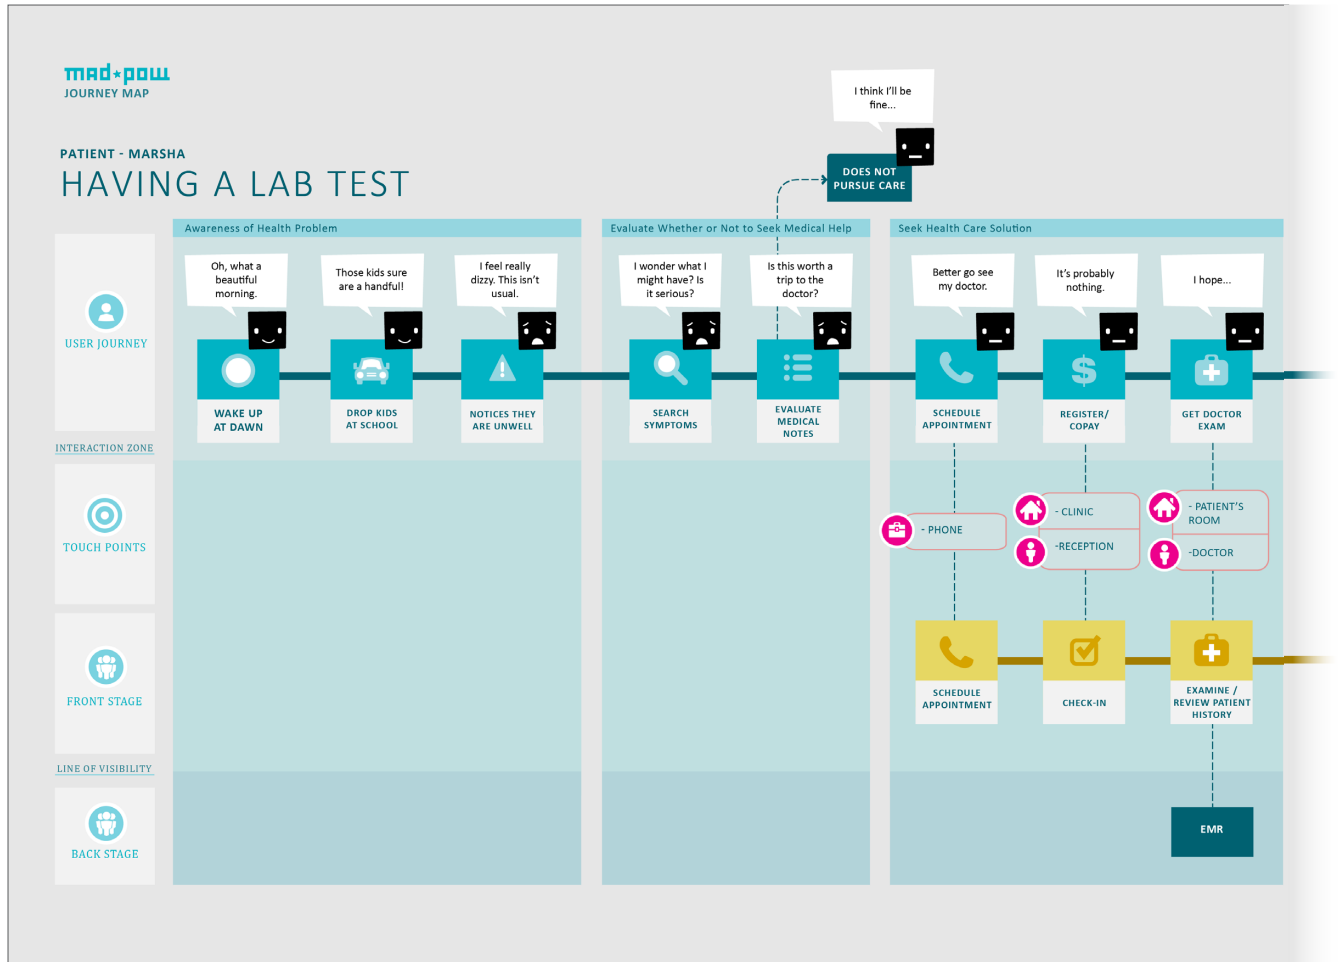 mad★pow
JOURNEY MAP
PATIENT - MARSHA
HAVING A LAB TEST
I think I'll be
fine...
DOES NOT
PURSUE CARE
Awareness of Health Problem
Evaluate Whether or Not to Seek Medical Help
Seek Health Care Solution
Oh, what a
beautiful
morning.
Those kids sure
are a handful!
I feel really
dizzy. This isn't
usual.
I wonder what I
might have? Is
it serious?
Is this worth a
trip to the
doctor?
Better go see
my doctor.
It's probably
nothing.
I hope...
USER JOURNEY
WAKE UP
AT DAWN
DROP KIDS
AT SCHOOL
NOTICES THEY
ARE UNWELL
SEARCH
SYMPTOMS
EVALUATE
MEDICAL
NOTES
SCHEDULE
APPOINTMENT
$
REGISTER/
COPAY
GET DOCTOR
EXAM
INTERACTION ZONE
TOUCH POINTS
- PHONE
- CLINIC
-RECEPTION
- PATIENT'S
ROOM
-DOCTOR
FRONT STAGE
SCHEDULE
APPOINTMENT
CHECK-IN
EXAMINE /
REVIEW PATIENT
HISTORY
LINE OF VISIBILITY
BACK STAGE
EMR